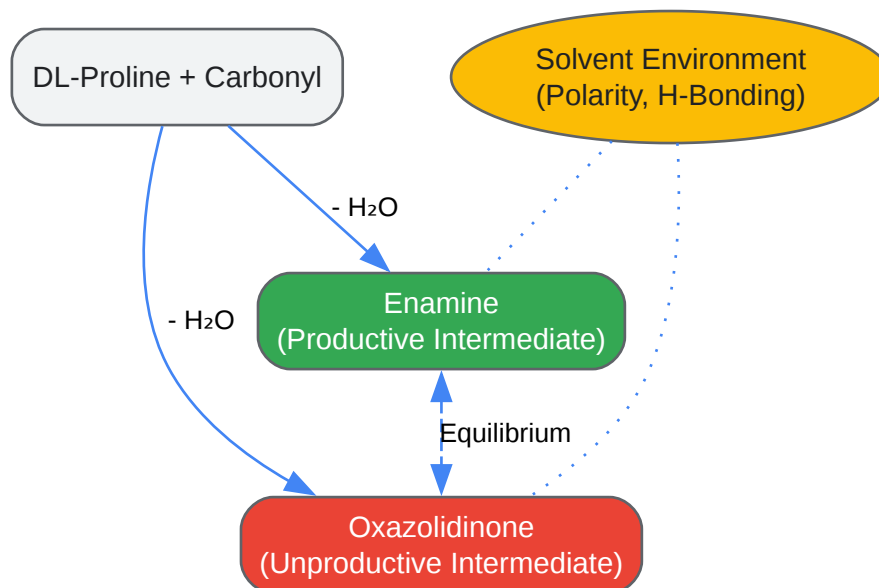 DL-Proline + Carbonyl
Solvent Environment
(Polarity, H-Bonding)
- H₂O
- H₂O
Enamine
(Productive Intermediate)
Equilibrium
Oxazolidinone
(Unproductive Intermediate)